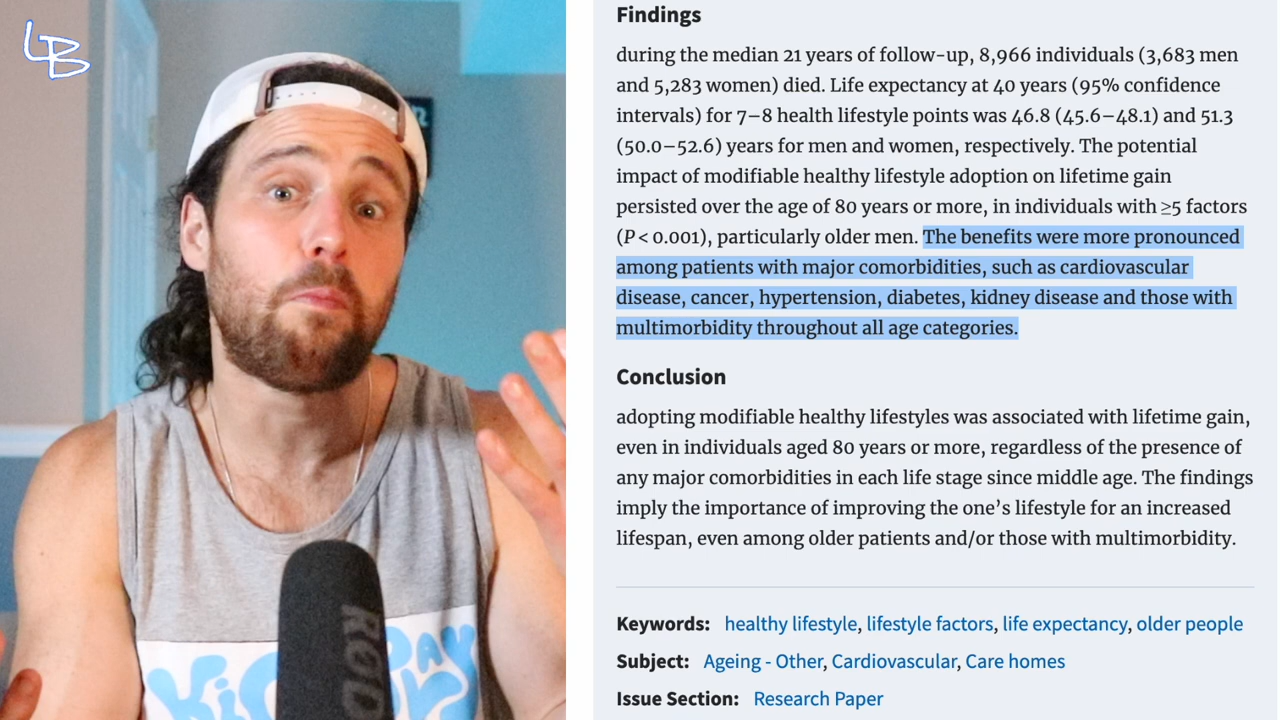 LB
Findings
during the median 21 years of follow-up, 8,966 individuals (3,683 men
and 5,283 women) died. Life expectancy at 40 years (95% confidence
intervals) for 7–8 health lifestyle points was 46.8 (45.6–48.1) and 51.3
(50.0–52.6) years for men and women, respectively. The potential
impact of modifiable healthy lifestyle adoption on lifetime gain
persisted over the age of 80 years or more, in individuals with ≥5 factors
(P < 0.001), particularly older men. The benefits were more pronounced
among patients with major comorbidities, such as cardiovascular
disease, cancer, hypertension, diabetes, kidney disease and those with
multimorbidity throughout all age categories.
Conclusion
adopting modifiable healthy lifestyles was associated with lifetime gain,
even in individuals aged 80 years or more, regardless of the presence of
any major comorbidities in each life stage since middle age. The findings
imply the importance of improving the one’s lifestyle for an increased
lifespan, even among older patients and/or those with multimorbidity.
Keywords: healthy lifestyle, lifestyle factors, life expectancy, older people
Subject: Ageing - Other, Cardiovascular, Care homes
Issue Section: Research Paper